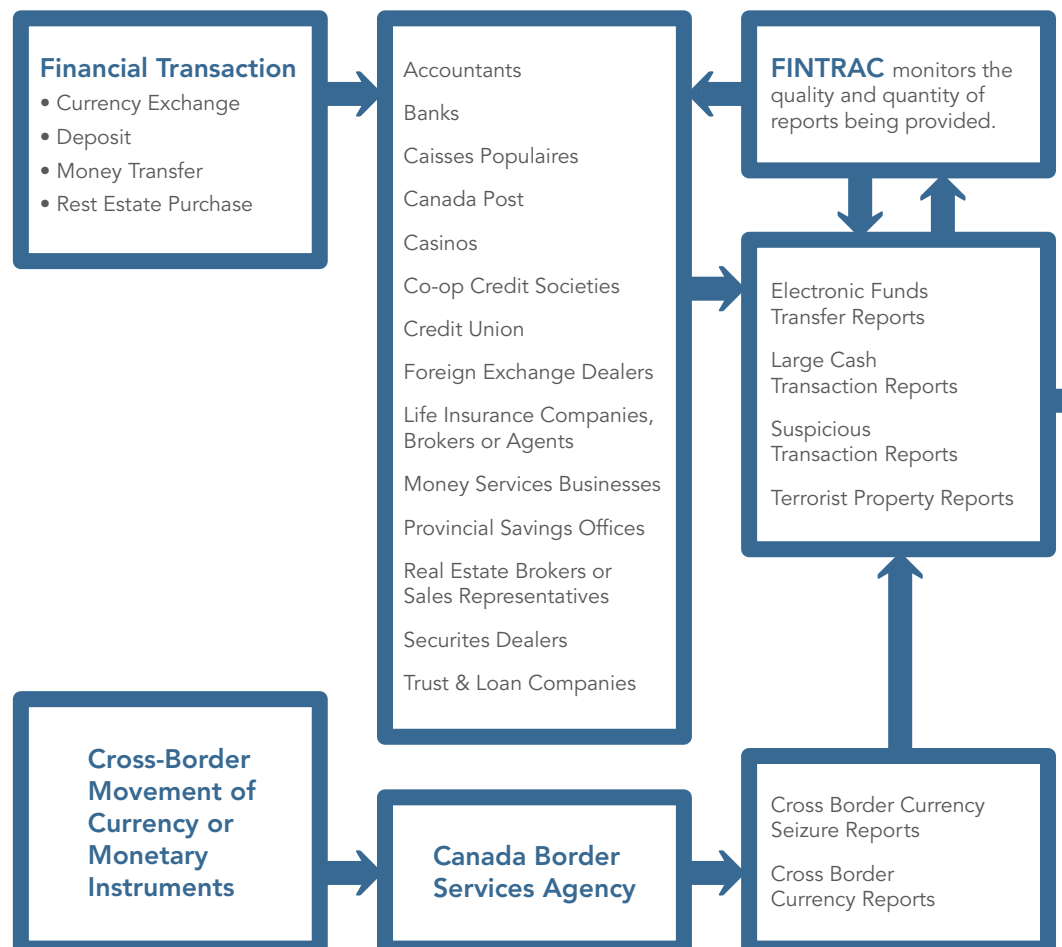 Financial Transaction
• Currency Exchange
• Deposit
• Money Transfer
• Rest Estate Purchase
Accountants
Banks
Caisses Populaires
Canada Post
Casinos
Co-op Credit Societies
Credit Union
Foreign Exchange Dealers
Life Insurance Companies,
Brokers or Agents
Money Services Businesses
Provincial Savings Offices
Real Estate Brokers or
Sales Representatives
Securites Dealers
Trust & Loan Companies
FINTRAC monitors the
quality and quantity of
reports being provided.
Electronic Funds
Transfer Reports
Large Cash
Transaction Reports
Suspicious
Transaction Reports
Terrorist Property Reports
Cross-Border
Movement of
Currency or
Monetary
Instruments
Canada Border
Services Agency
Cross Border Currency
Seizure Reports
Cross Border
Currency Reports